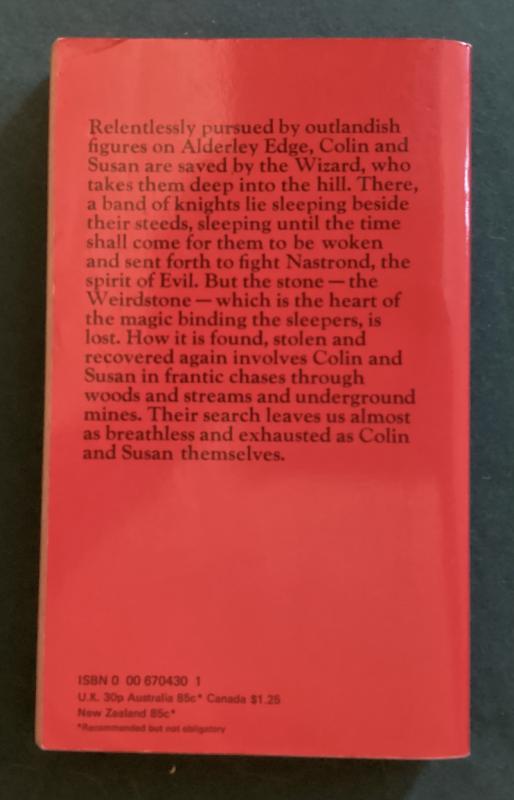 Relentlessly pursued by outlandish
figures on Alderley Edge, Colin and
Susan are saved by the Wizard, who
takes them deep into the hill. There,
a band of knights lie sleeping beside
their steeds, sleeping until the time
shall come for them to be woken
and sent forth to fight Nastrond, the
spirit of Evil. But the stone — the
Weirdstone — which is the heart of
the magic binding the sleepers, is
lost. How it is found, stolen and
recovered again involves Colin and
Susan in frantic chases through
woods and streams and underground
mines. Their search leaves us almost
as breathless and exhausted as Colin
and Susan themselves.
ISBN 0 00 670430 1
U.K. 30p Australia 85c* Canada $1.25
New Zealand 85c*
*Recommended but not obligatory